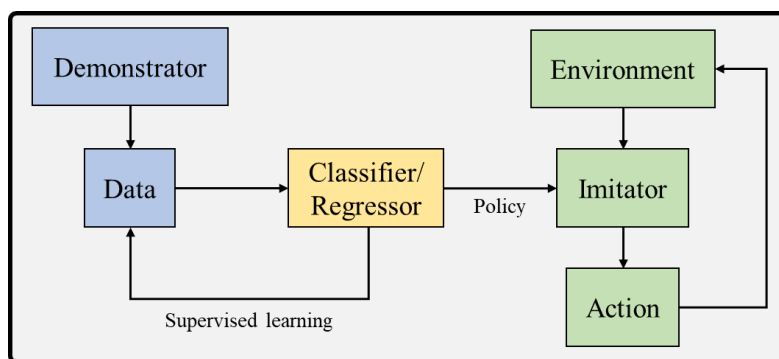 Demonstrator
Environment
Data
Classifier/
Regressor
Policy
Imitator
Supervised learning
Action